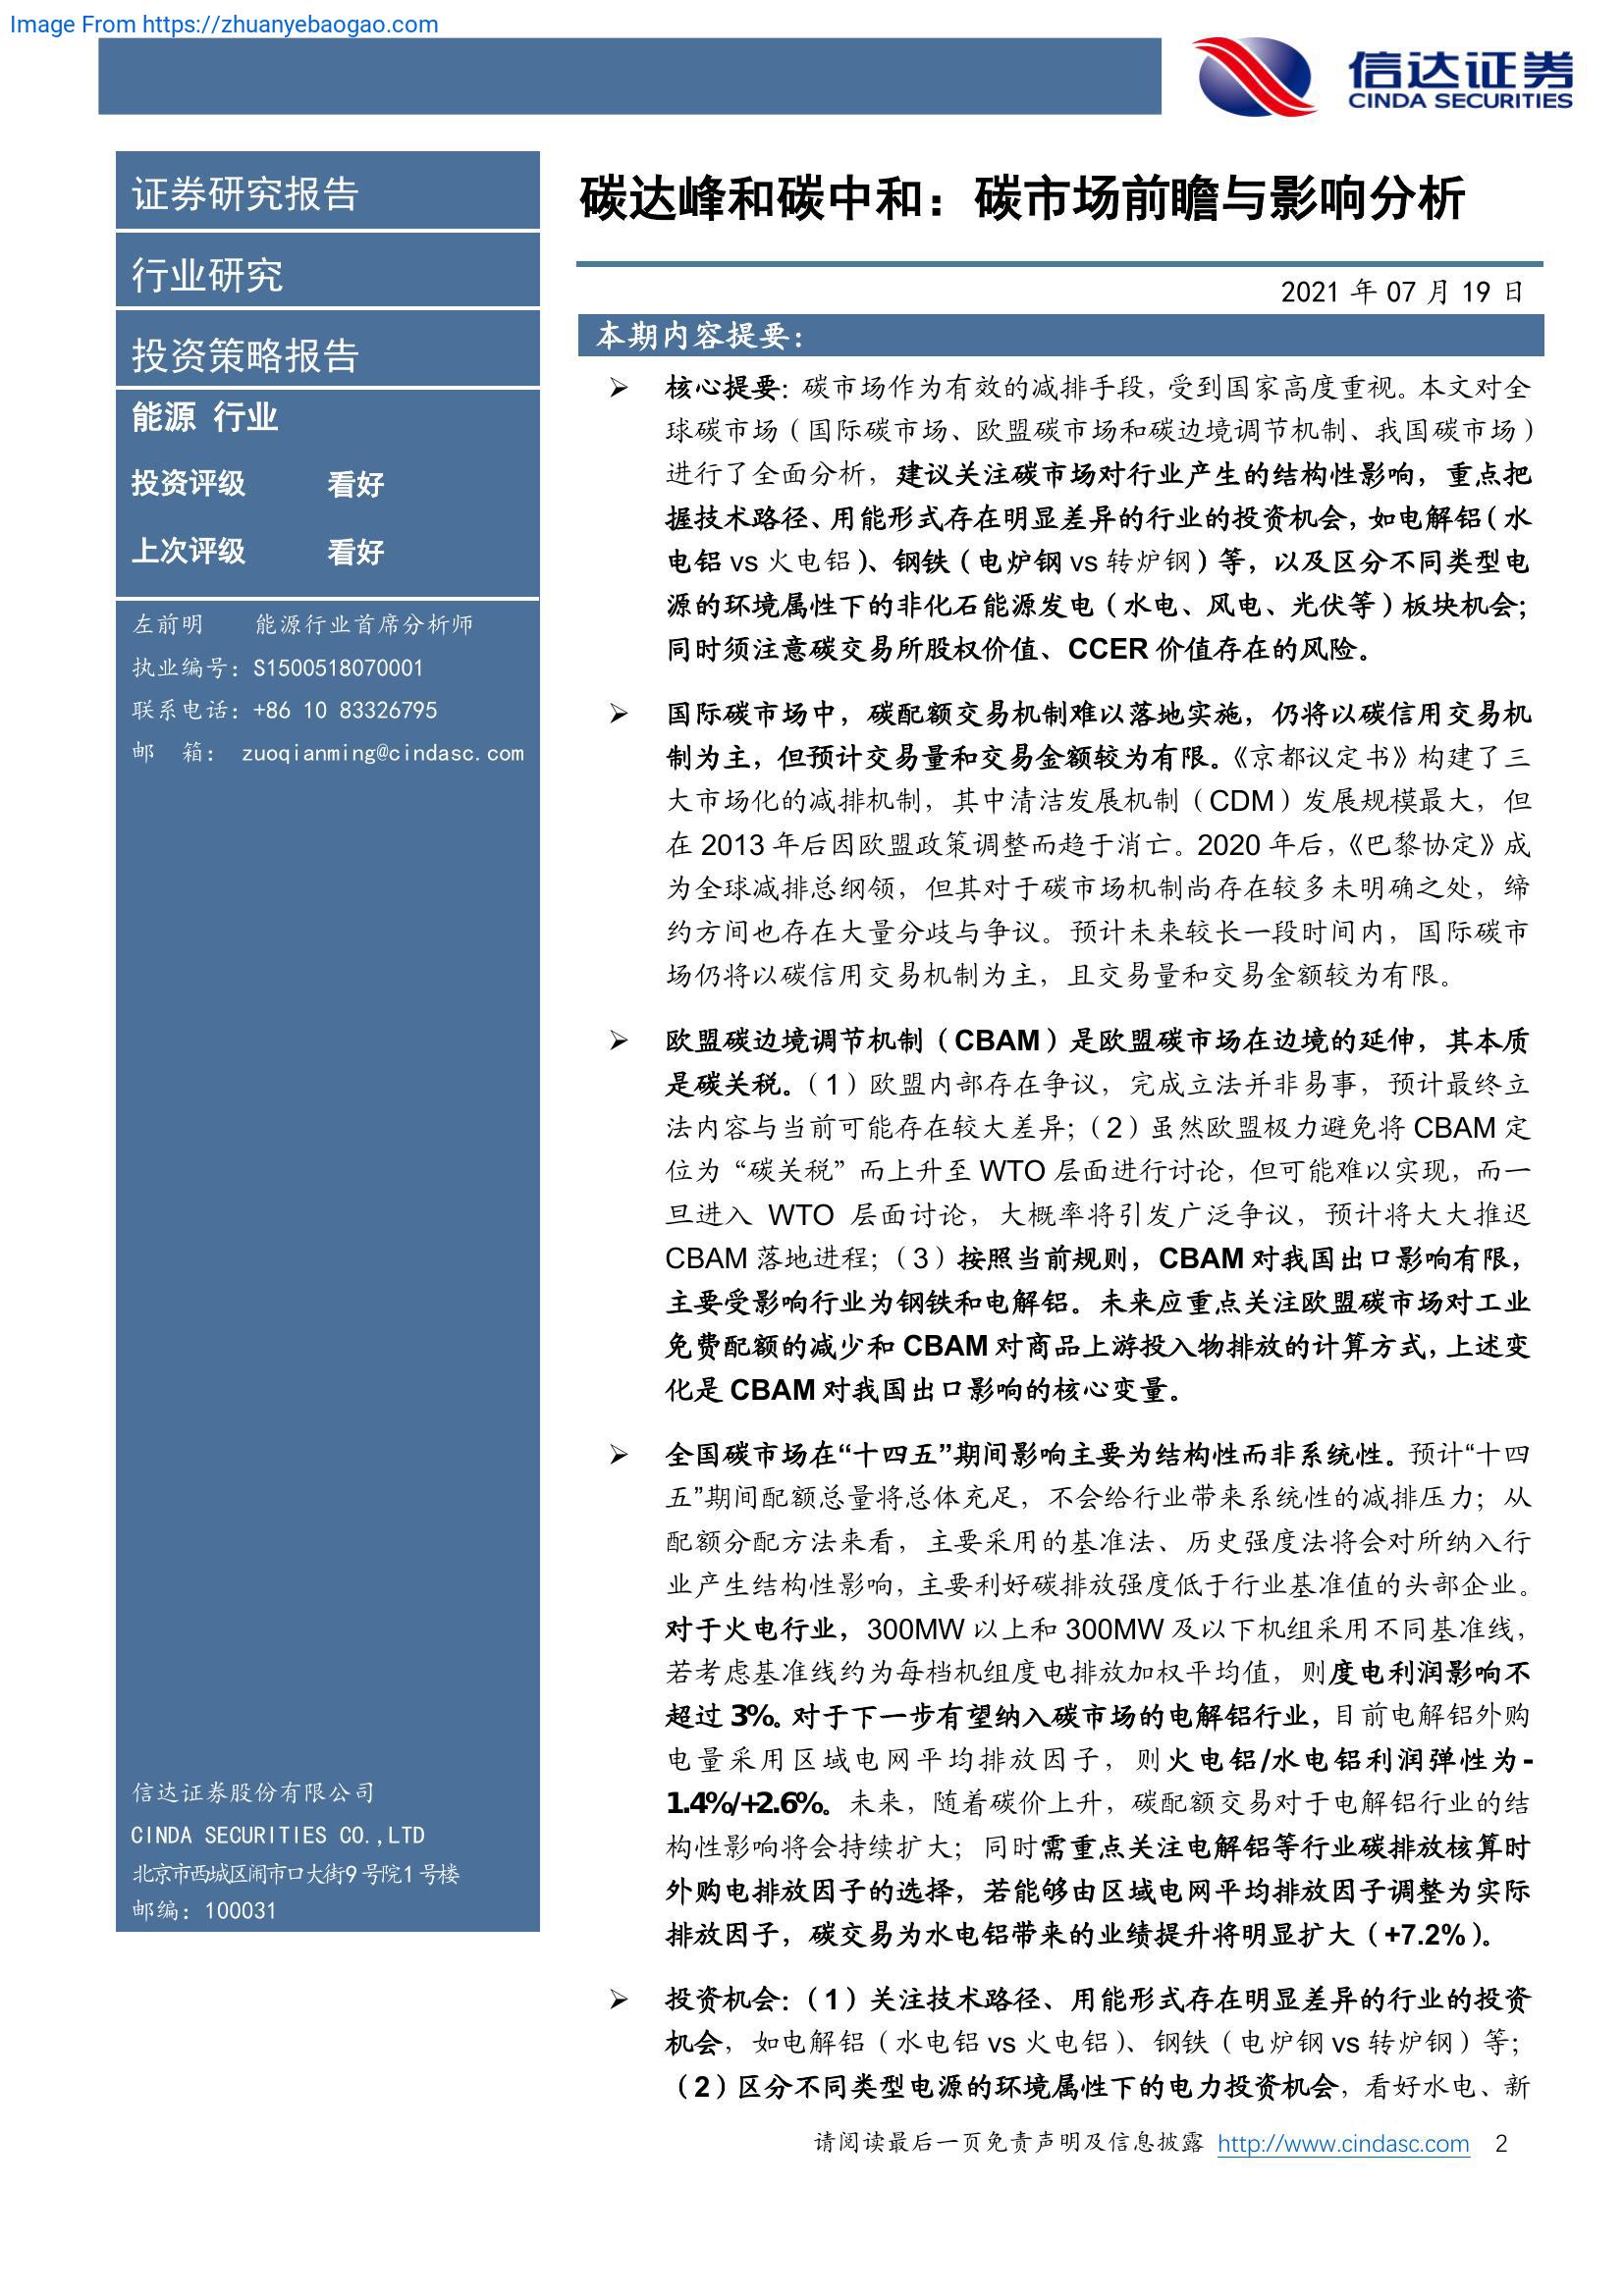 Image From https://zhuanyebaogao.com
信达证券
CINDA SECURITIES
证券研究报告
行业研究
投资策略报告
能源 行业
投资评级 看好
上次评级 看好
左前明 能源行业首席分析师
执业编号：S1500518070001
联系电话：+86 10 83326795
邮 箱： zuoqianming@cindasc.com
信达证券股份有限公司
CINDA SECURITIES CO.,LTD
北京市西城区闹市口大街9号院1号楼
邮编：100031
碳达峰和碳中和：碳市场前瞻与影响分析
2021 年 07 月 19 日
本期内容提要：
➢ 核心提要：碳市场作为有效的减排手段，受到国家高度重视。本文对全
球碳市场（国际碳市场、欧盟碳市场和碳边境调节机制、我国碳市场）
进行了全面分析，建议关注碳市场对行业产生的结构性影响，重点把
握技术路径、用能形式存在明显差异的行业的投资机会，如电解铝（水
电铝 vs 火电铝）、钢铁（电炉钢 vs 转炉钢）等，以及区分不同类型电
源的环境属性下的非化石能源发电（水电、风电、光伏等）板块机会；
同时须注意碳交易所股权价值、CCER 价值存在的风险。
➢ 国际碳市场中，碳配额交易机制难以落地实施，仍将以碳信用交易机
制为主，但预计交易量和交易金额较为有限。《京都议定书》构建了三
大市场化的减排机制，其中清洁发展机制（CDM）发展规模最大，但
在 2013 年后因欧盟政策调整而趋于消亡。2020 年后，《巴黎协定》成
为全球减排总纲领，但其对于碳市场机制尚存在较多未明确之处，缔
约方间也存在大量分歧与争议。预计未来较长一段时间内，国际碳市
场仍将以碳信用交易机制为主，且交易量和交易金额较为有限。
➢ 欧盟碳边境调节机制（CBAM）是欧盟碳市场在边境的延伸，其本质
是碳关税。（1）欧盟内部存在争议，完成立法并非易事，预计最终立
法内容与当前可能存在较大差异；（2）虽然欧盟极力避免将 CBAM 定
位为“碳关税”而上升至 WTO 层面进行讨论，但可能难以实现，而一
旦进入 WTO 层面讨论，大概率将引发广泛争议，预计将大大推迟
CBAM 落地进程；（3）按照当前规则，CBAM 对我国出口影响有限，
主要受影响行业为钢铁和电解铝。未来应重点关注欧盟碳市场对工业
免费配额的减少和 CBAM 对商品上游投入物排放的计算方式，上述变
化是 CBAM 对我国出口影响的核心变量。
➢ 全国碳市场在“十四五”期间影响主要为结构性而非系统性。预计“十四
五”期间配额总量将总体充足，不会给行业带来系统性的减排压力；从
配额分配方法来看，主要采用的基准法、历史强度法将会对所纳入行
业产生结构性影响，主要利好碳排放强度低于行业基准值的头部企业。
对于火电行业，300MW 以上和 300MW 及以下机组采用不同基准线，
若考虑基准线约为每档机组度电排放加权平均值，则度电利润影响不
超过 3%。对于下一步有望纳入碳市场的电解铝行业，目前电解铝外购
电量采用区域电网平均排放因子，则火电铝/水电铝利润弹性为-
1.4%/+2.6%。未来，随着碳价上升，碳配额交易对于电解铝行业的结
构性影响将会持续扩大；同时需重点关注电解铝等行业碳排放核算时
外购电排放因子的选择，若能够由区域电网平均排放因子调整为实际
排放因子，碳交易为水电铝带来的业绩提升将明显扩大（+7.2%）。
➢ 投资机会：（1）关注技术路径、用能形式存在明显差异的行业的投资
机会，如电解铝（水电铝 vs 火电铝）、钢铁（电炉钢 vs 转炉钢）等；
（2）区分不同类型电源的环境属性下的电力投资机会，看好水电、新
请阅读最后一页免责声明及信息披露 http://www.cindasc.com 2